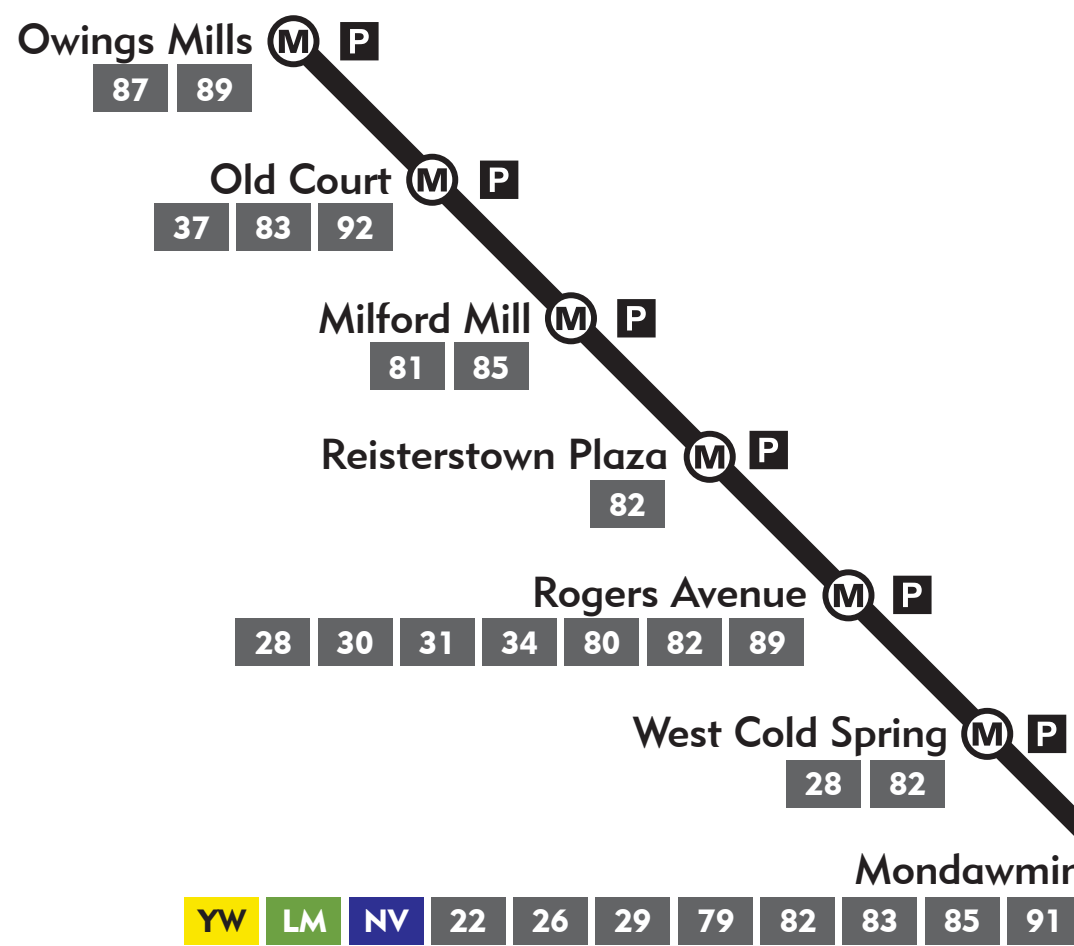 Owings Mills M P
87 89
Old Court M P
37 83 92
Milford Mill M P
81 85
Reisterstown Plaza M P
82
Rogers Avenue M P
28 30 31 34 80 82 89
West Cold Spring M P
28 82
Mondawmin
YW LM NV 22 26 29 79 82 83 85 91